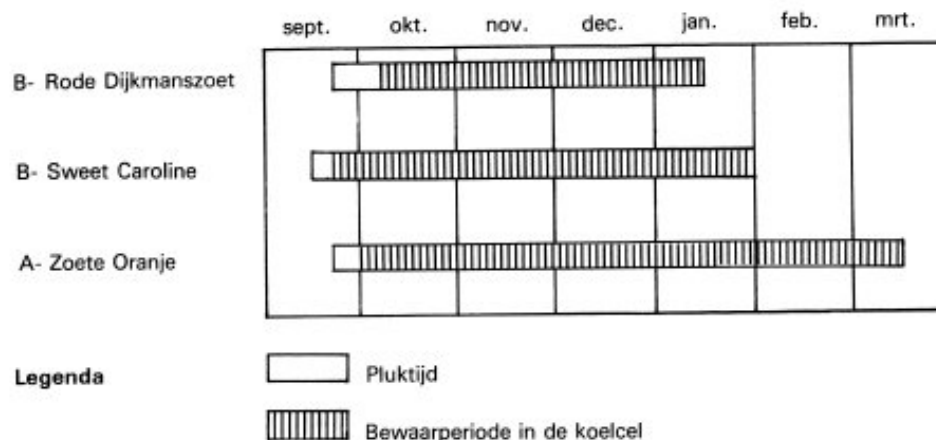 sept. okt. nov. dec. jan. feb. mrt.
B- Rode Dijkmanszoet
B- Sweet Caroline
A- Zoete Oranje
Legenda
Pluktijd
Bewaarperiode in de koelcel